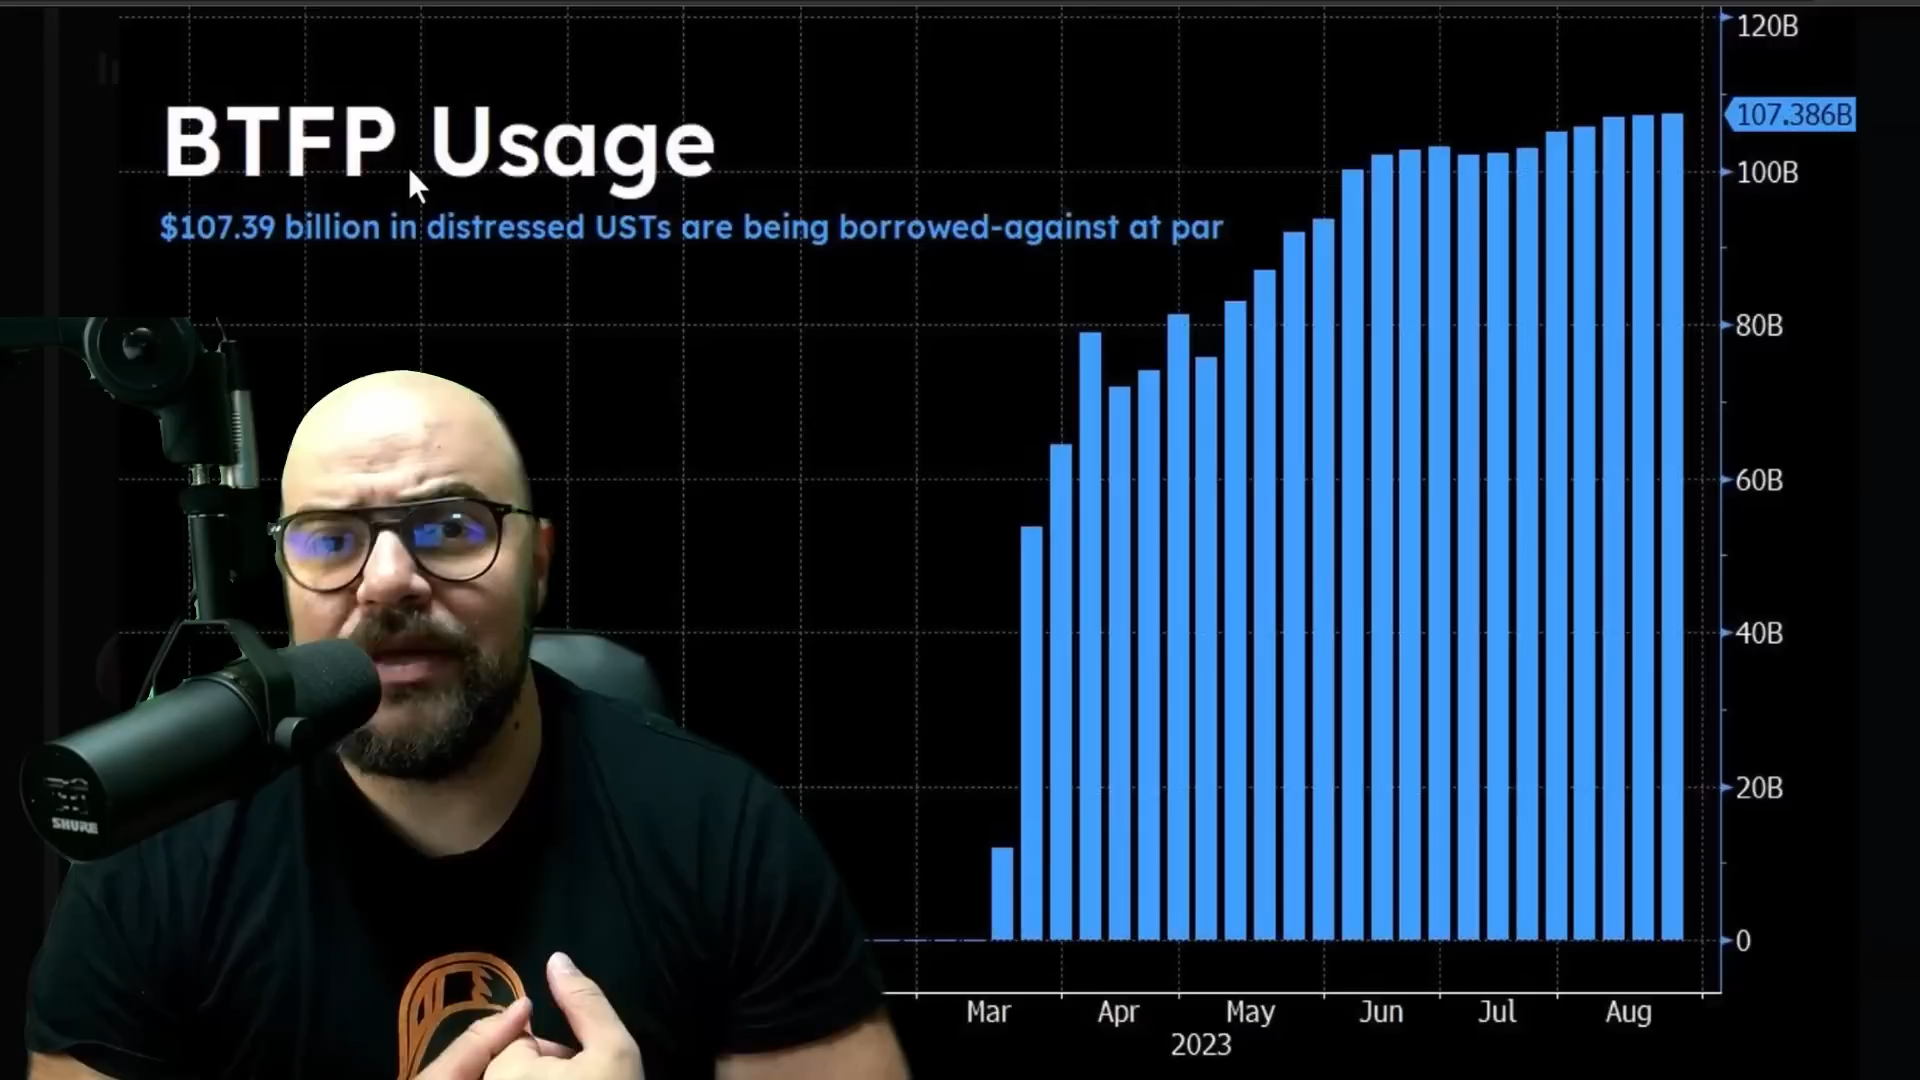 BTFP Usage
$107.39 billion in distressed USTs are being borrowed-against at par
120B
107.386B
100B
80B
60B
40B
20B
0
Mar Apr May Jun Jul Aug
2023
SHURE